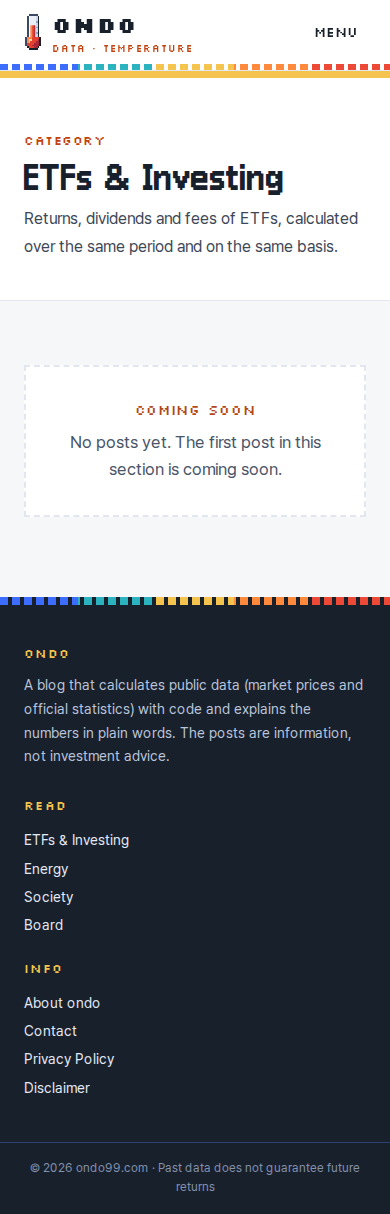 ONDO
DATA · TEMPERATURE
MENU
CATEGORY
ETFs & Investing
Returns, dividends and fees of ETFs, calculated
over the same period and on the same basis.
COMING SOON
No posts yet. The first post in this
section is coming soon.
ONDO
A blog that calculates public data (market prices and
official statistics) with code and explains the
numbers in plain words. The posts are information,
not investment advice.
READ
ETFs & Investing
Energy
Society
Board
INFO
About ondo
Contact
Privacy Policy
Disclaimer
© 2026 ondo99.com · Past data does not guarantee future
returns